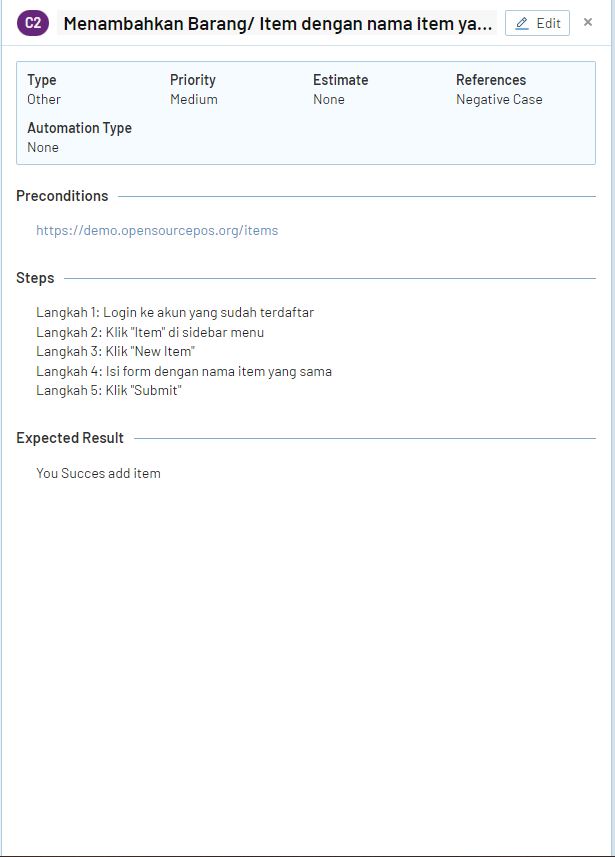 C2 Menambahkan Barang/ Item dengan nama item ya... Edit ×
Type Priority Estimate References
Other Medium None Negative Case
Automation Type
None
Preconditions
https://demo.opensourcepos.org/items
Steps
Langkah 1: Login ke akun yang sudah terdaftar
Langkah 2: Klik "Item" di sidebar menu
Langkah 3: Klik "New Item"
Langkah 4: Isi form dengan nama item yang sama
Langkah 5: Klik "Submit"
Expected Result
You Succes add item